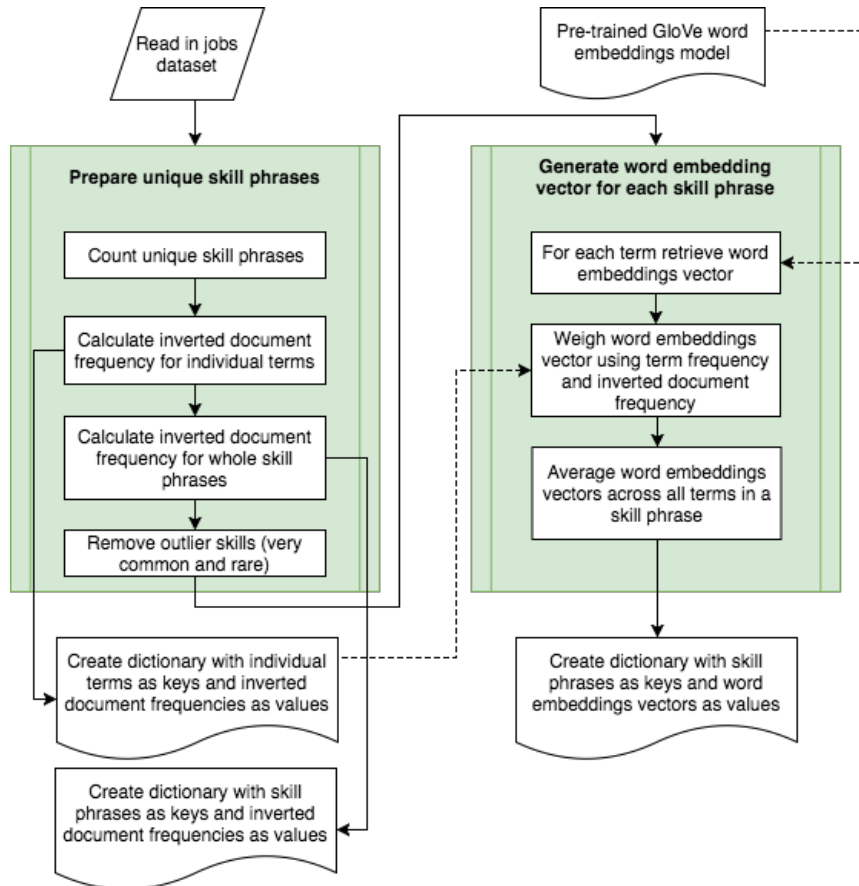 Read in jobs
dataset
Pre-trained GloVe word
embeddings model
Prepare unique skill phrases
Count unique skill phrases
Calculate inverted document
frequency for individual terms
Calculate inverted document
frequency for whole skill
phrases
Remove outlier skills (very
common and rare)
Create dictionary with individual
terms as keys and inverted
document frequencies as values
Create dictionary with skill
phrases as keys and inverted
document frequencies as values
Generate word embedding
vector for each skill phrase
For each term retrieve word
embeddings vector
Weigh word embeddings
vector using term frequency
and inverted document
frequency
Average word embeddings
vectors across all terms in a
skill phrase
Create dictionary with skill
phrases as keys and word
embeddings vectors as values